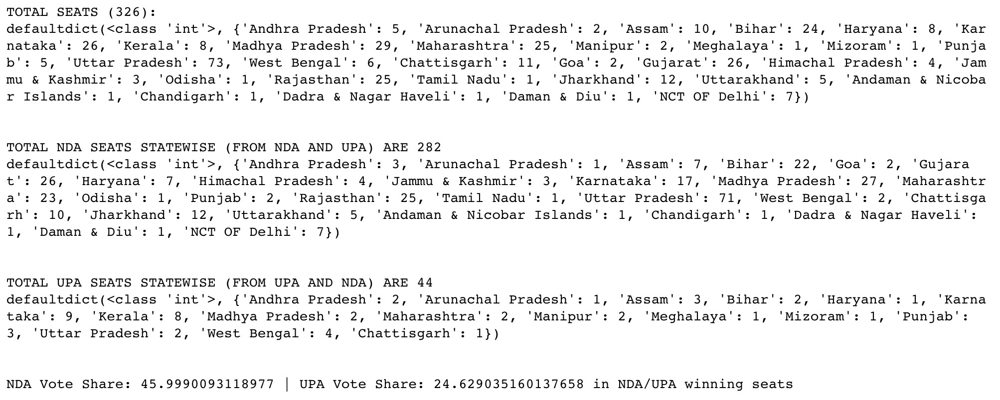 TOTAL SEATS (326):
defaultdict(<class 'int'>, {'Andhra Pradesh': 5, 'Arunachal Pradesh': 2, 'Assam': 10, 'Bihar': 24, 'Haryana': 8, 'Kar
nataka': 26, 'Kerala': 8, 'Madhya Pradesh': 29, 'Maharashtra': 25, 'Manipur': 2, 'Meghalaya': 1, 'Mizoram': 1, 'Punja
b': 5, 'Uttar Pradesh': 73, 'West Bengal': 6, 'Chattisgarh': 11, 'Goa': 2, 'Gujarat': 26, 'Himachal Pradesh': 4, 'Jam
mu & Kashmir': 3, 'Odisha': 1, 'Rajasthan': 25, 'Tamil Nadu': 1, 'Jharkhand': 12, 'Uttarakhand': 5, 'Andaman & Nicoba
r Islands': 1, 'Chandigarh': 1, 'Dadra & Nagar Haveli': 1, 'Daman & Diu': 1, 'NCT OF Delhi': 7})
TOTAL NDA SEATS STATEWISE (FROM NDA AND UPA) ARE 282
defaultdict(<class 'int'>, {'Andhra Pradesh': 3, 'Arunachal Pradesh': 1, 'Assam': 7, 'Bihar': 22, 'Goa': 2, 'Gujara
t': 26, 'Haryana': 7, 'Himachal Pradesh': 4, 'Jammu & Kashmir': 3, 'Karnataka': 17, 'Madhya Pradesh': 27, 'Maharashtr
a': 23, 'Odisha': 1, 'Punjab': 2, 'Rajasthan': 25, 'Tamil Nadu': 1, 'Uttar Pradesh': 71, 'West Bengal': 2, 'Chattisga
rh': 10, 'Jharkhand': 12, 'Uttarakhand': 5, 'Andaman & Nicobar Islands': 1, 'Chandigarh': 1, 'Dadra & Nagar Haveli':
1, 'Daman & Diu': 1, 'NCT OF Delhi': 7})
TOTAL UPA SEATS STATEWISE (FROM UPA AND NDA) ARE 44
defaultdict(<class 'int'>, {'Andhra Pradesh': 2, 'Arunachal Pradesh': 1, 'Assam': 3, 'Bihar': 2, 'Haryana': 1, 'Karna
taka': 9, 'Kerala': 8, 'Madhya Pradesh': 2, 'Maharashtra': 2, 'Manipur': 2, 'Meghalaya': 1, 'Mizoram': 1, 'Punjab':
3, 'Uttar Pradesh': 2, 'West Bengal': 4, 'Chattisgarh': 1})
NDA Vote Share: 45.9990093118977 | UPA Vote Share: 24.629035160137658 in NDA/UPA winning seats